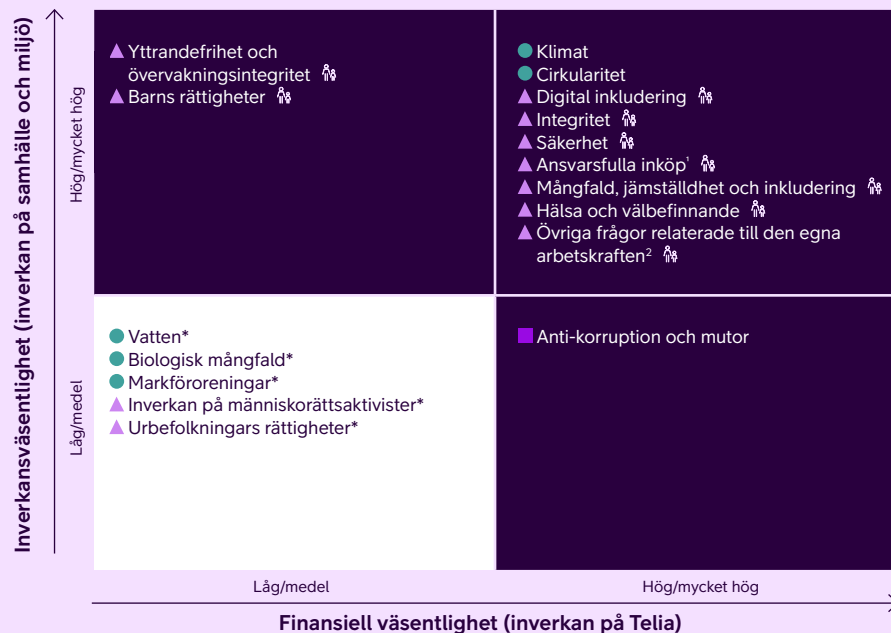 Inverkansväsentlighet (inverkan på samhälle och miljö)
Hög/mycket hög
Yttrandefrihet och
övervakningsintegritet
Barns rättigheter
Klimat
Cirkularitet
Digital inkludering
Integritet
Säkerhet
Ansvarsfulla inköp¹
Mångfald, jämställdhet och inkludering
Hälsa och välbefinnande
Övriga frågor relaterade till den egna
arbetskraften²
Låg/medel
Vatten*
Biologisk mångfald*
Markföroreningar*
Inverkan på människorättsaktivister*
Urbefolkningars rättigheter*
Anti-korruption och mutor
Låg/medel
Hög/mycket hög
Finansiell väsentlighet (inverkan på Telia)